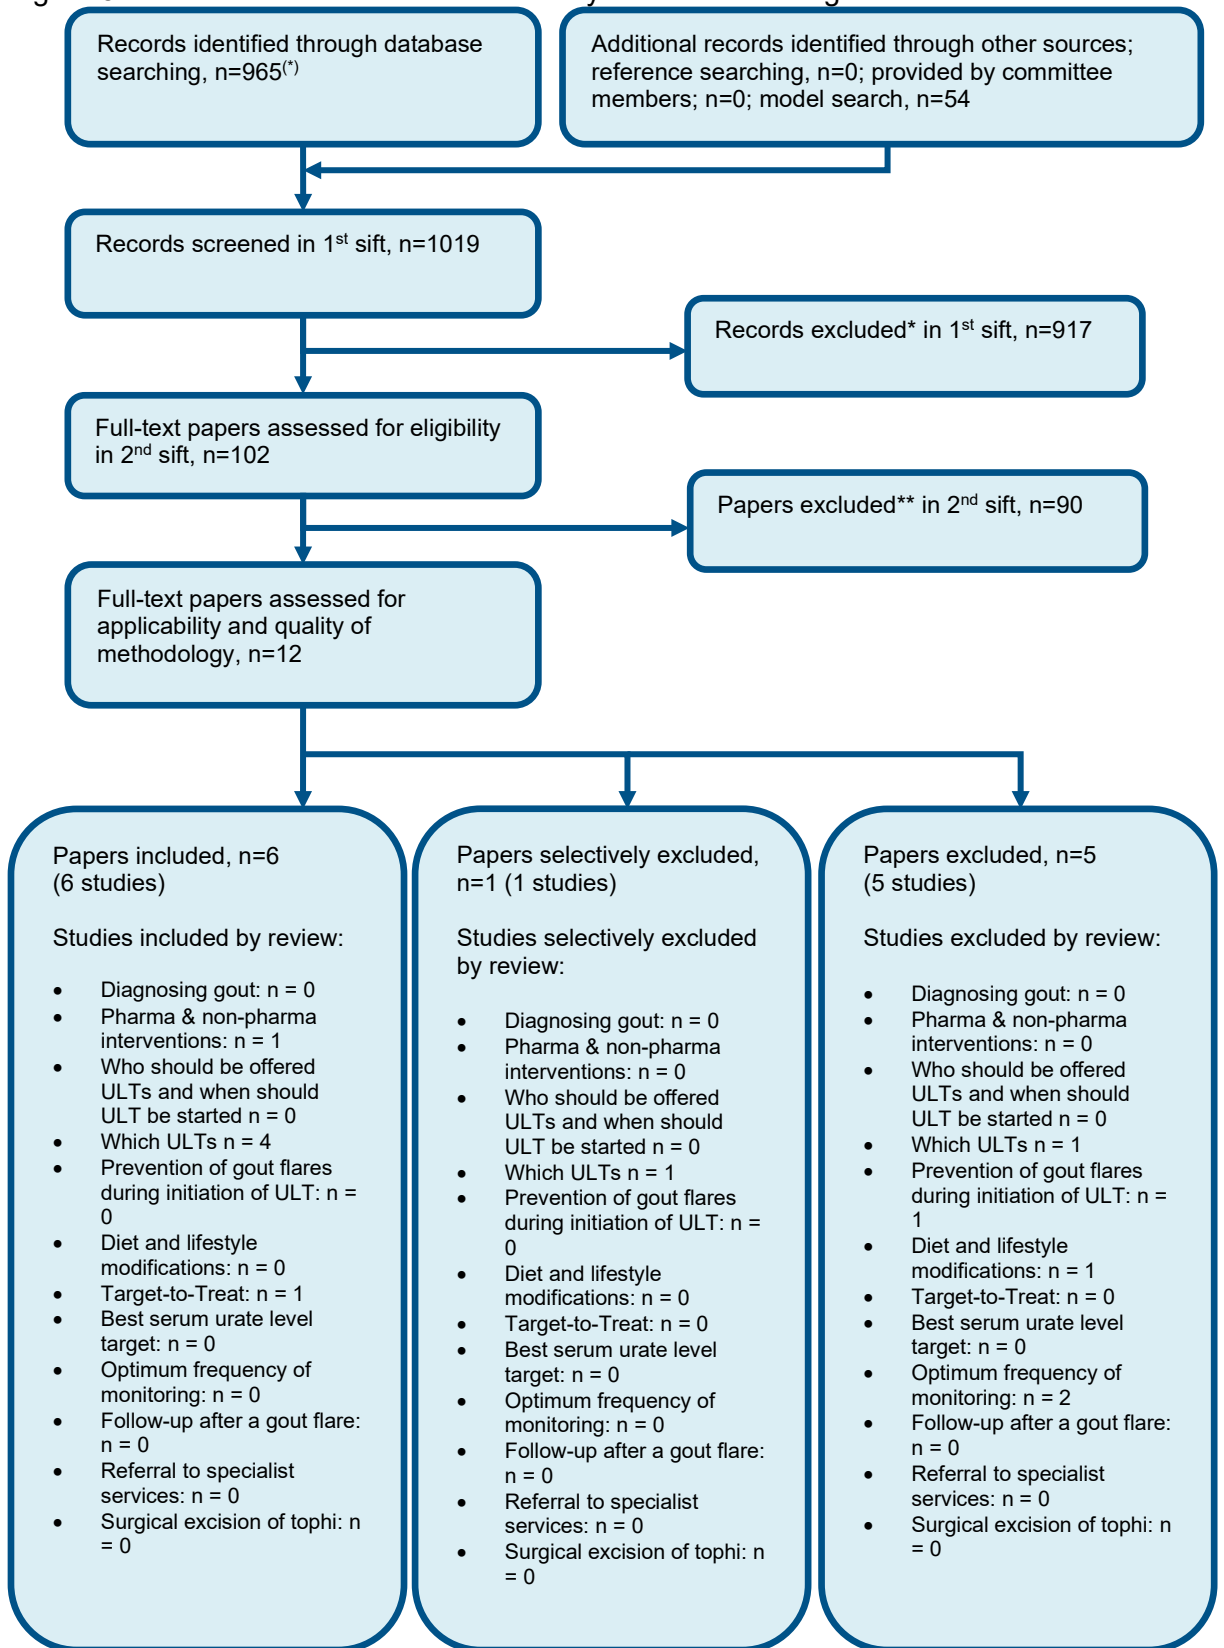 Records identified through database
searching, n=965(*)
Additional records identified through other sources;
reference searching, n=0; provided by committee
members; n=0; model search, n=54
Records screened in 1st sift, n=1019
Records excluded* in 1st sift, n=917
Full-text papers assessed for eligibility
in 2nd sift, n=102
Papers excluded** in 2nd sift, n=90
Full-text papers assessed for
applicability and quality of
methodology, n=12
Papers included, n=6
(6 studies)
Studies included by review:
• Diagnosing gout: n = 0
• Pharma & non-pharma
interventions: n = 1
• Who should be offered
ULTs and when should
ULT be started n = 0
• Which ULTs n = 4
• Prevention of gout flares
during initiation of ULT: n =
0
• Diet and lifestyle
modifications: n = 0
• Target-to-Treat: n = 1
• Best serum urate level
target: n = 0
• Optimum frequency of
monitoring: n = 0
• Follow-up after a gout flare:
n = 0
• Referral to specialist
services: n = 0
• Surgical excision of tophi: n
= 0
Papers selectively excluded,
n=1 (1 studies)
Studies selectively excluded
by review:
• Diagnosing gout: n = 0
• Pharma & non-pharma
interventions: n = 0
• Who should be offered
ULTs and when should
ULT be started n = 0
• Which ULTs n = 1
• Prevention of gout flares
during initiation of ULT: n =
0
• Diet and lifestyle
modifications: n = 0
• Target-to-Treat: n = 0
• Best serum urate level
target: n = 0
• Optimum frequency of
monitoring: n = 0
• Follow-up after a gout flare:
n = 0
• Referral to specialist
services: n = 0
• Surgical excision of tophi: n
= 0
Papers excluded, n=5
(5 studies)
Studies excluded by review:
• Diagnosing gout: n = 0
• Pharma & non-pharma
interventions: n = 0
• Who should be offered
ULTs and when should
ULT be started n = 0
• Which ULTs n = 1
• Prevention of gout flares
during initiation of ULT: n =
1
• Diet and lifestyle
modifications: n = 1
• Target-to-Treat: n = 0
• Best serum urate level
target: n = 0
• Optimum frequency of
monitoring: n = 2
• Follow-up after a gout flare:
n = 0
• Referral to specialist
services: n = 0
• Surgical excision of tophi: n
= 0